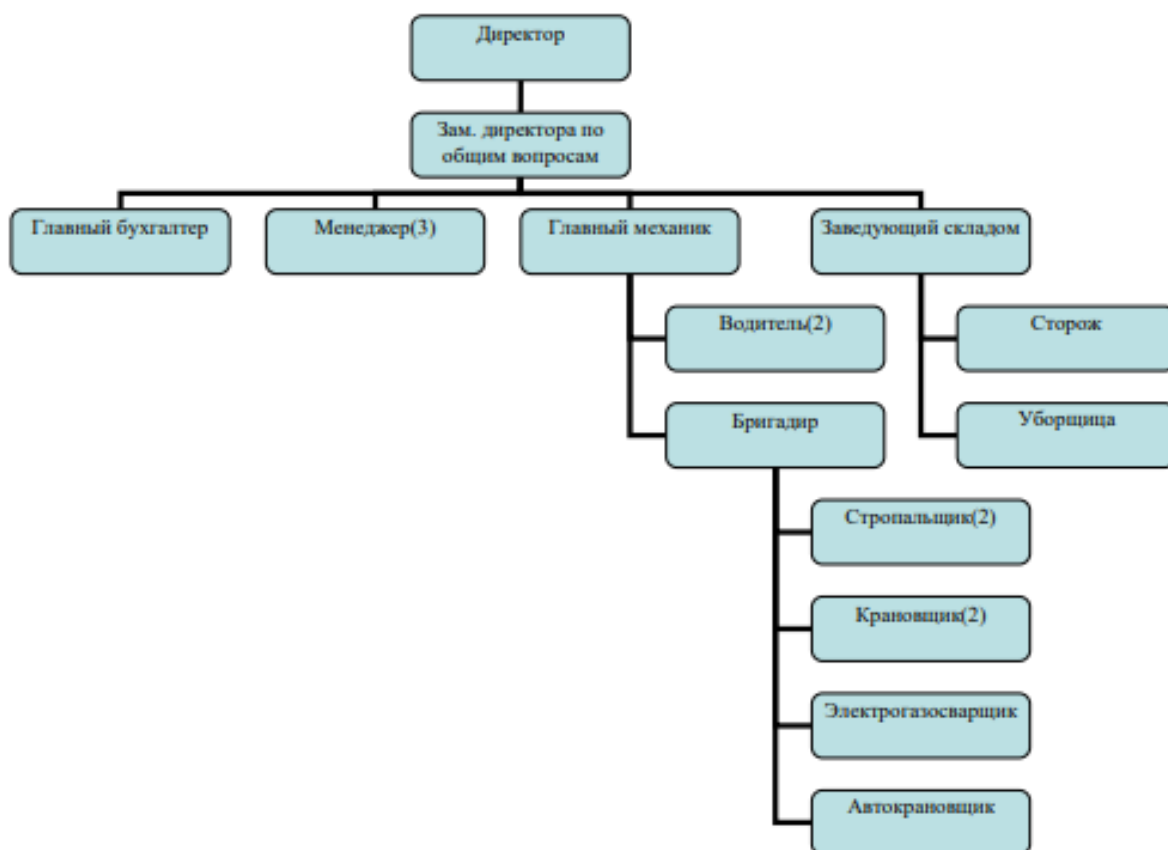 Директор
Зам. директора по
общим вопросам
Главный бухгалтер
Менеджер(3)
Главный механик
Заведующий складом
Водитель(2)
Сторож
Бригадир
Уборщица
Стропальщик(2)
Крановщик(2)
Электрогазосварщик
Автокрановщик